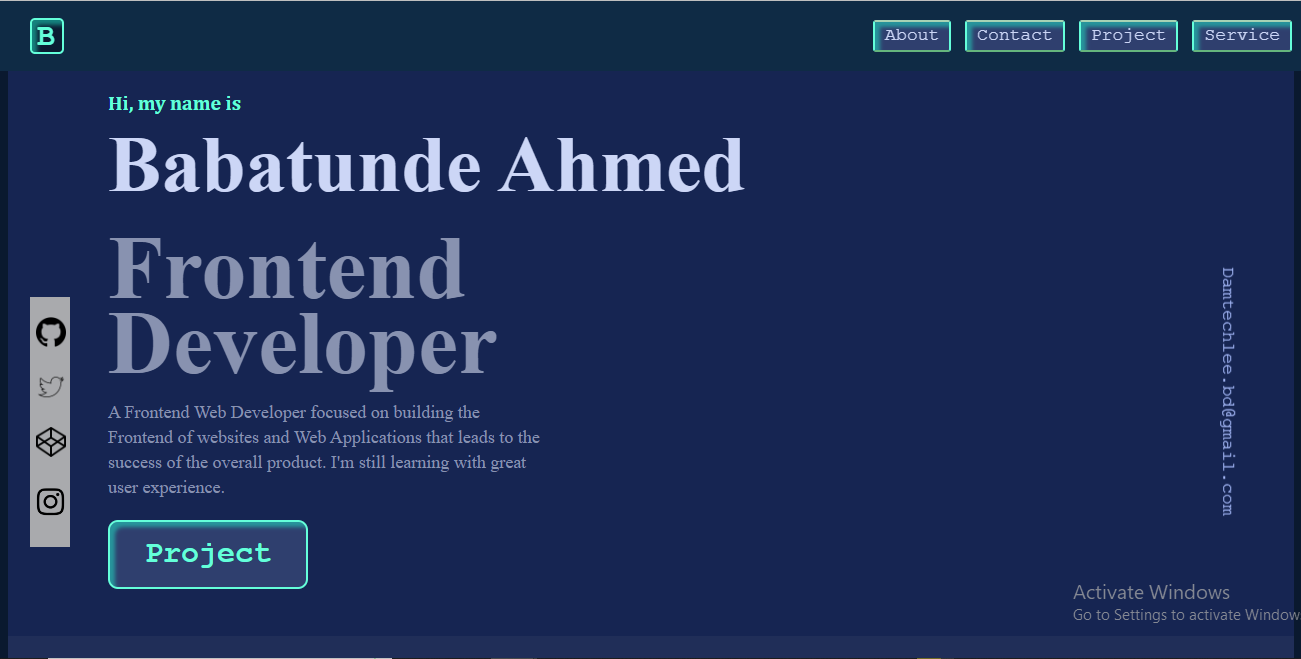 B
About
Contact
Project
Service
Hi, my name is
Babatunde Ahmed
Frontend
Developer
A Frontend Web Developer focused on building the
Frontend of websites and Web Applications that leads to the
success of the overall product. I'm still learning with great
user experience.
Project
Damtechlee.bd@gmail.com
Activate Windows
Go to Settings to activate Window